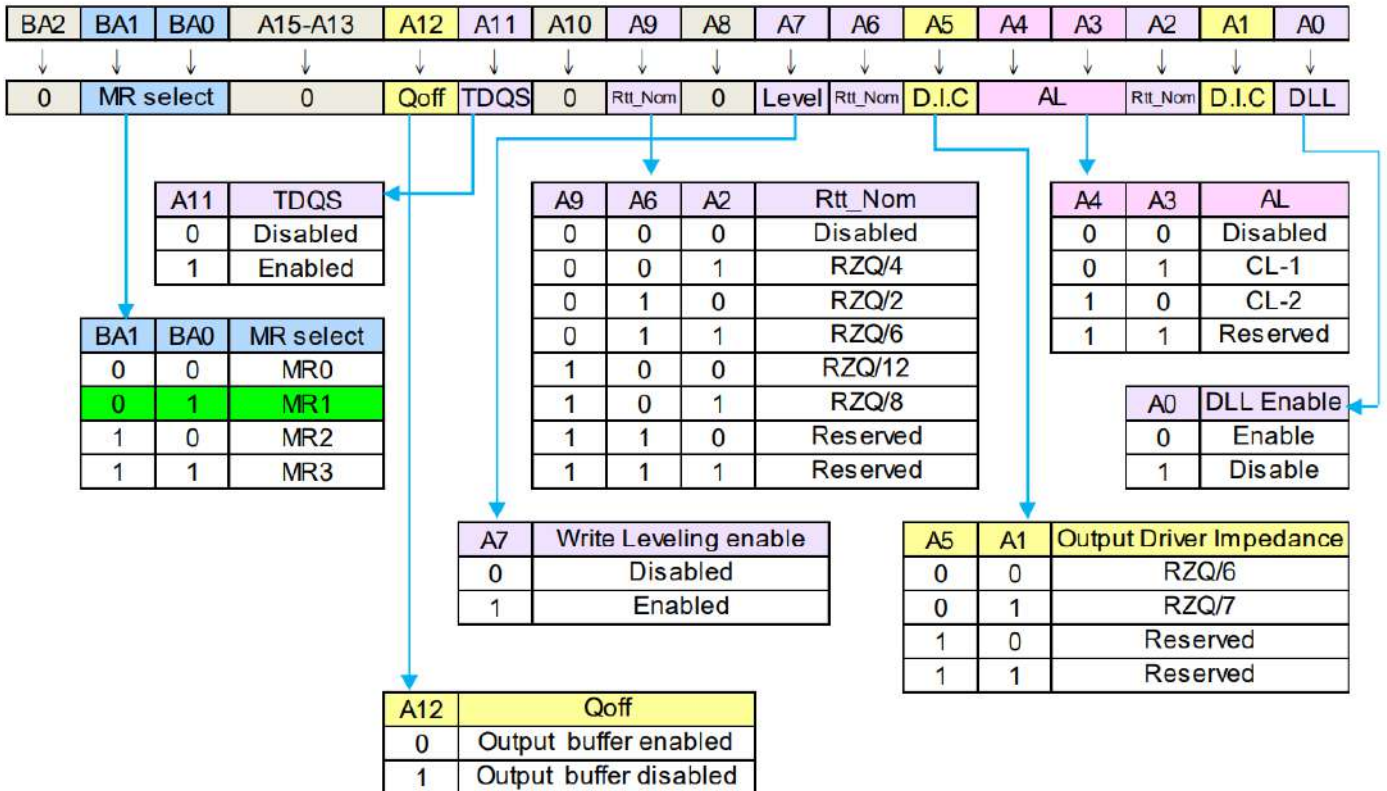 BA2 BA1 BA0 A15-A13 A12 A11 A10 A9 A8 A7 A6 A5 A4 A3 A2 A1 A0
0 MR select 0 Qoff TDQS 0 Rtt_Nom 0 Level Rtt_Nom D.I.C AL Rtt_Nom D.I.C DLL
A11 TDQS
0 Disabled
1 Enabled
A9 A6 A2 Rtt_Nom
0 0 0 Disabled
0 0 1 RZQ/4
0 1 0 RZQ/2
0 1 1 RZQ/6
1 0 0 RZQ/12
1 0 1 RZQ/8
1 1 0 Reserved
1 1 1 Reserved
A4 A3 AL
0 0 Disabled
0 1 CL-1
1 0 CL-2
1 1 Reserved
BA1 BA0 MR select
0 0 MR0
0 1 MR1
1 0 MR2
1 1 MR3
A0 DLL Enable
0 Enable
1 Disable
A7 Write Leveling enable
0 Disabled
1 Enabled
A5 A1 Output Driver Impedance
0 0 RZQ/6
0 1 RZQ/7
1 0 Reserved
1 1 Reserved
A12 Qoff
0 Output buffer enabled
1 Output buffer disabled